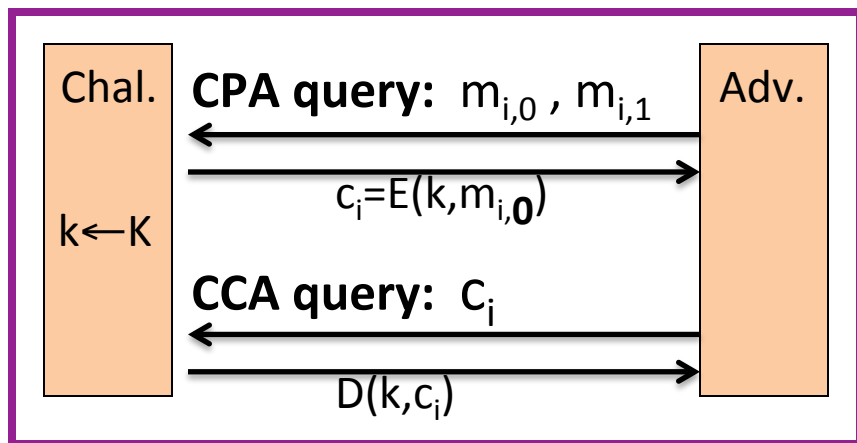 Chal.
CPA query: m_{i,0} , m_{i,1}
Adv.
c_i=E(k,m_{i,0})
k←K
CCA query: c_i
D(k,c_i)